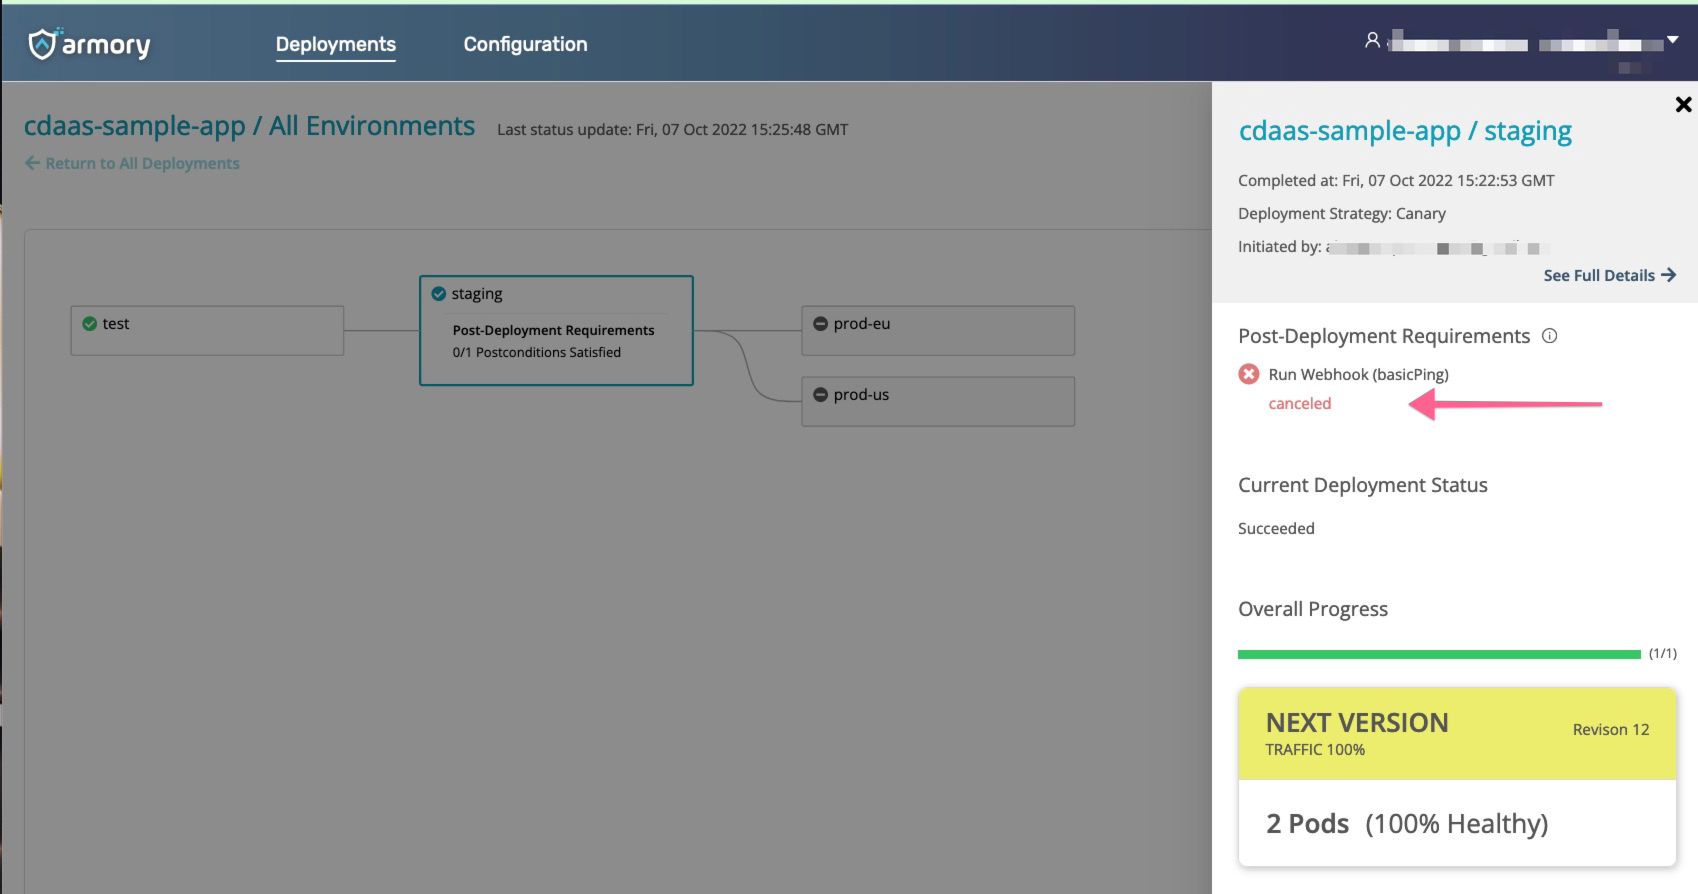 armory
Deployments
Configuration
cdaas-sample-app / All Environments
Last status update: Fri, 07 Oct 2022 15:25:48 GMT
Return to All Deployments
test
staging
Post-Deployment Requirements
0/1 Postconditions Satisfied
prod-eu
prod-us
cdaas-sample-app / staging
Completed at: Fri, 07 Oct 2022 15:22:53 GMT
Deployment Strategy: Canary
Initiated by:
See Full Details
Post-Deployment Requirements
Run Webhook (basicPing)
canceled
Current Deployment Status
Succeeded
Overall Progress
(1/1)
NEXT VERSION
Revison 12
TRAFFIC 100%
2 Pods (100% Healthy)